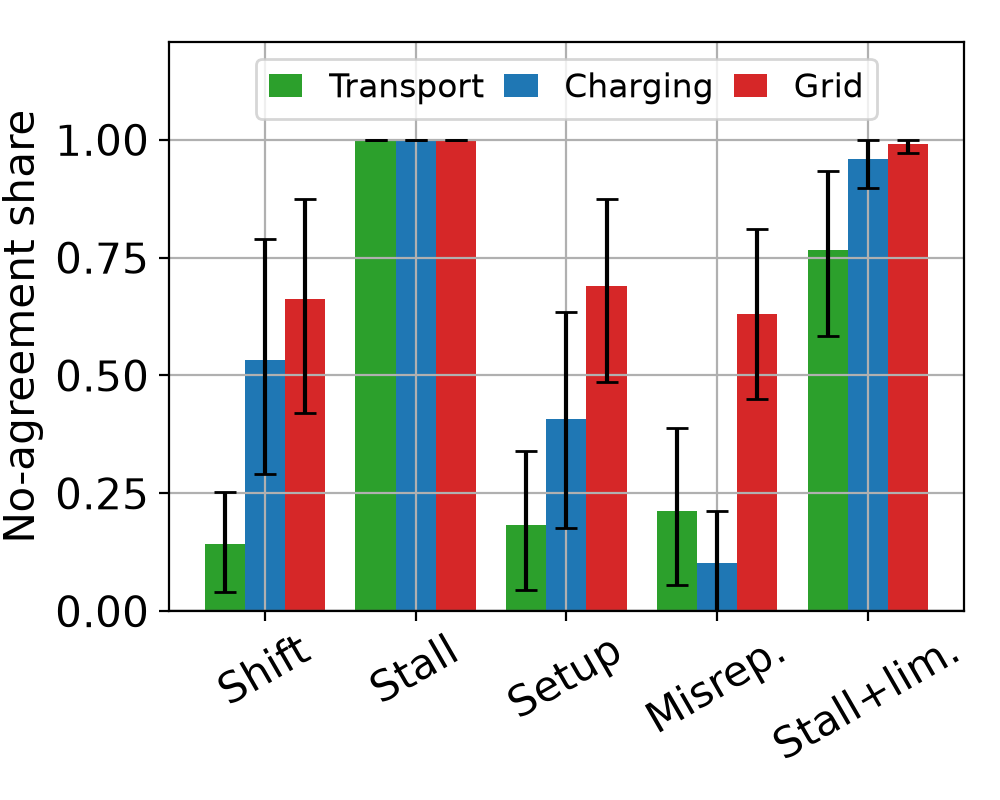 Transport Charging Grid
No-agreement share
1.00
0.75
0.50
0.25
0.00
Shift Stall Setup Misrep. Stall+lim.